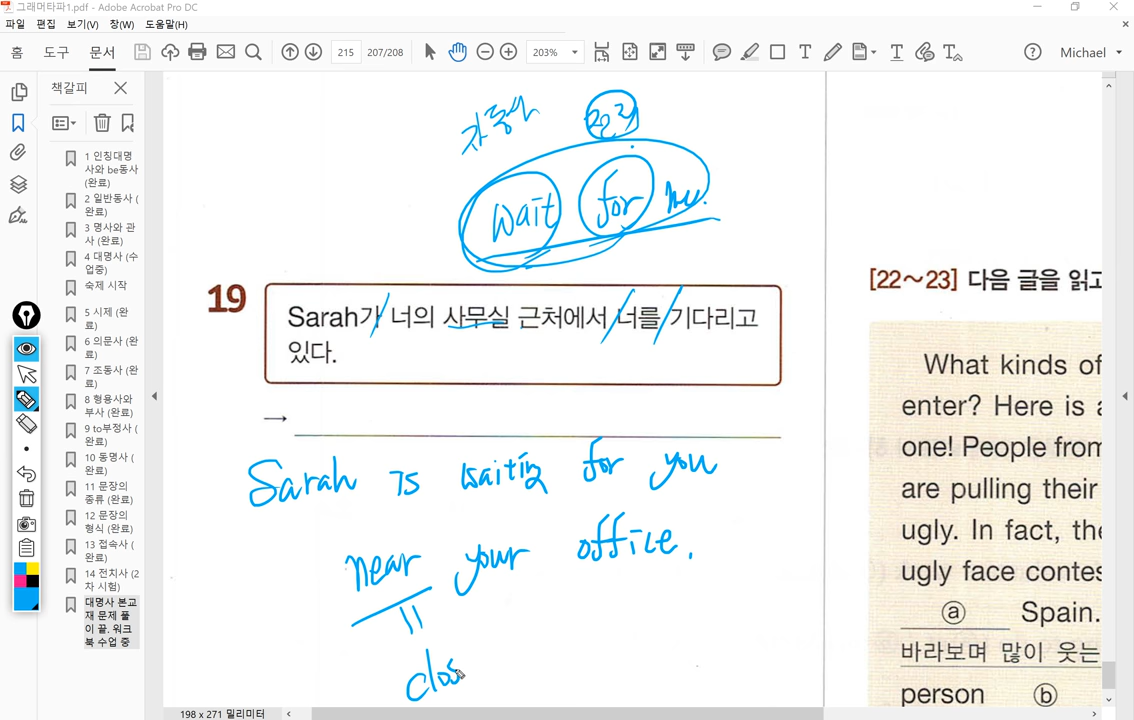 그래머타파1.pdf - Adobe Acrobat Pro DC
파일 편집 보기(V) 창(W) 도움말(H)
홈 도구 문서 215 207/208 203% Michael
책갈피
1 인칭대명
사와 be동사
(완료)
2 일반동사 (
완료)
3 명사와 관
사 (완료)
4 대명사 (수
업중)
숙제 시작
5 시제 (완
료)
6 의문사 (완
료)
7 조동사 (완
료)
8 형용사와
부사 (완료)
9 to부정사 (
완료)
10 동명사 (
완료)
11 문장의
종류 (완료)
12 문장의
형식 (완료)
13 접속사 (
완료)
14 전치사 (2
차 시험)
대명사 본교
재 문제 풀
이 끝. 워크
북 수업 중
자동사
wait for
19
Sarah가 너의 사무실 근처에서 너를 기다리고
있다.
→
Sarah is waiting for you
near your office.
clos
[22～23] 다음 글을 읽고
What kinds of
enter? Here is a
one! People from
are pulling their
ugly. In fact, the
ugly face contes
ⓐ Spain.
바라보며 많이 웃는
person ⓑ
198 x 271 밀리미터